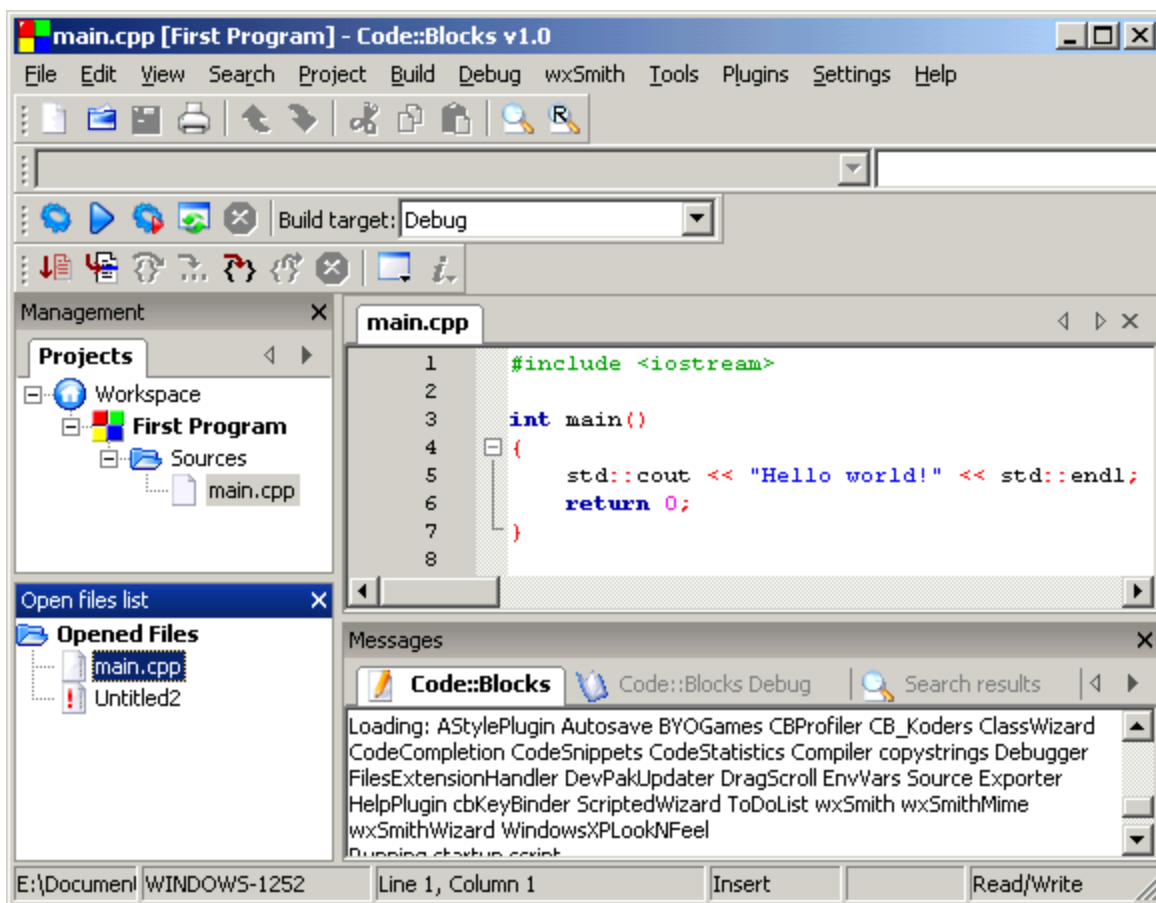 main.cpp [First Program] - Code::Blocks v1.0
File Edit View Search Project Build Debug wxSmith Tools Plugins Settings Help
R
Build target: Debug
Management
Projects
Workspace
First Program
Sources
main.cpp
main.cpp
1 #include <iostream>
2
3 int main()
4 {
5 std::cout << "Hello world!" << std::endl;
6 return 0;
7 }
8
Open files list
Opened Files
main.cpp
Untitled2
Messages
Code::Blocks Code::Blocks Debug Search results
Loading: AStylePlugin Autosave BYOGames CBProfiler CB_Koders ClassWizard
CodeCompletion CodeSnippets CodeStatistics Compiler copystrings Debugger
FilesExtensionHandler DevPakUpdater DragScroll EnvVars Source Exporter
HelpPlugin cbKeyBinder ScriptedWizard ToDoList wxSmith wxSmithMime
wxSmithWizard WindowsXPLookNFeel
Running startup script
E:\Documen WINDOWS-1252 Line 1, Column 1 Insert Read/Write